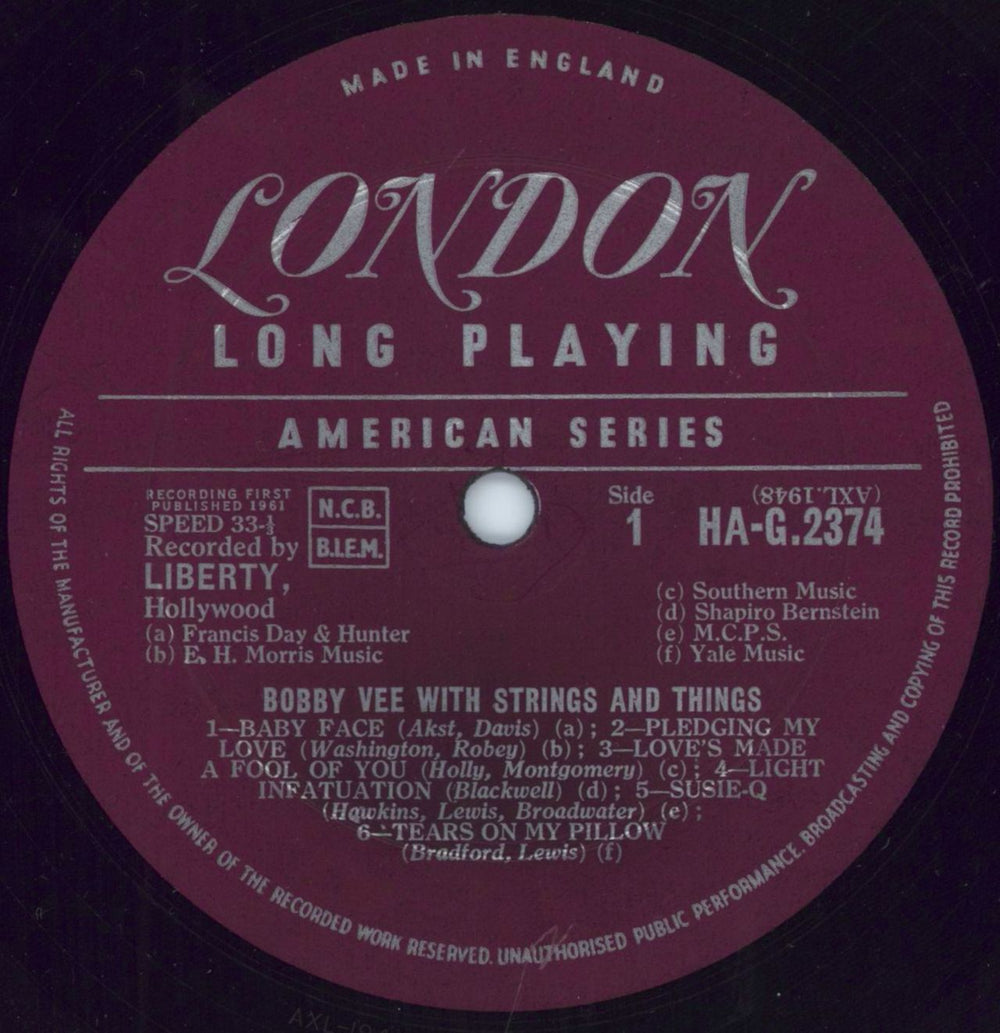 MADE IN ENGLAND
LONDON
LONG PLAYING
AMERICAN SERIES
RECORDING FIRST
PUBLISHED 1961
SPEED 33-⅓
Recorded by
LIBERTY,
Hollywood
(a) Francis Day & Hunter
(b) E. H. Morris Music
N.C.B.
B.I.E.M.
Side
1
(AXL.1948)
HA-G.2374
(c) Southern Music
(d) Shapiro Bernstein
(e) M.C.P.S.
(f) Yale Music
BOBBY VEE WITH STRINGS AND THINGS
1—BABY FACE (Akst, Davis) (a); 2—PLEDGING MY
LOVE (Washington, Robey) (b); 3—LOVE'S MADE
A FOOL OF YOU (Holly, Montgomery) (c); 4—LIGHT
INFATUATION (Blackwell) (d); 5—SUSIE-Q
(Hawkins, Lewis, Broadwater) (e);
6—TEARS ON MY PILLOW
(Bradford, Lewis) (f)
ALL RIGHTS OF THE MANUFACTURER AND OF THE OWNER OF THE RECORDED WORK RESERVED. UNAUTHORISED PUBLIC PERFORMANCE. BROADCASTING AND COPYING OF THIS RECORD PROHIBITED